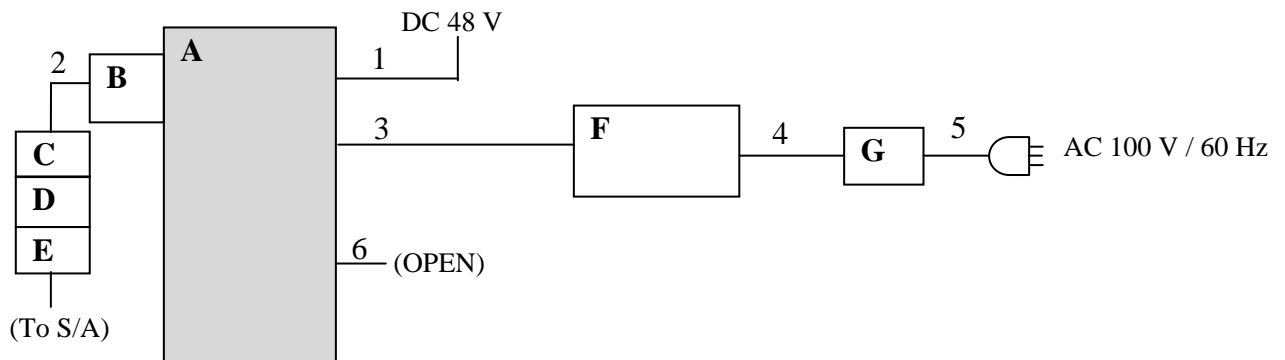 DC 48 V
A
1
2
B
3
F
4
G
5
AC 100 V / 60 Hz
C
D
E
6
(OPEN)
(To S/A)